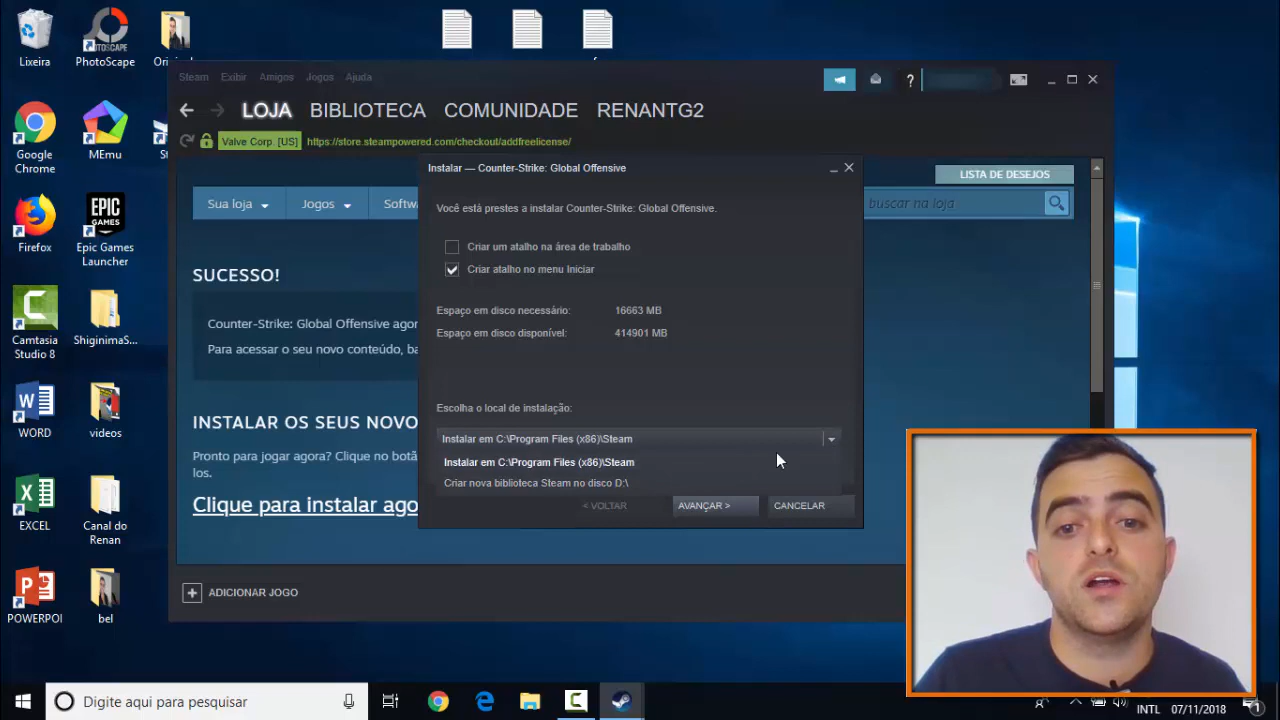 Lixeira
PhotoScape
Steam Exibir Amigos Jogos Ajuda
LOJA BIBLIOTECA COMUNIDADE RENANTG2
Valve Corp. [US] https://store.steampowered.com/checkout/addfreelicense/
Google
Chrome
MEmu
Instalar — Counter-Strike: Global Offensive
LISTA DE DESEJOS
Sua loja Jogos
buscar na loja
Você está prestes a instalar Counter-Strike: Global Offensive.
Firefox
Epic Games
Launcher
Criar um atalho na área de trabalho
Criar atalho no menu Iniciar
SUCESSO!
Espaço em disco necessário: 16663 MB
Espaço em disco disponível: 414901 MB
Counter-Strike: Global Offensive
Para acessar o seu novo conteúdo,
Camtasia
Studio 8
ShiginimaS...
Escolha o local de instalação:
INSTALAR OS SEUS NOVO
Instalar em C:\Program Files (x86)\Steam
Instalar em C:\Program Files (x86)\Steam
Criar nova biblioteca Steam no disco D:\
Pronto para jogar agora? Clique no
los.
Clique para instalar
< VOLTAR AVANÇAR > CANCELAR
WORD
videos
EXCEL
Canal do
Renan
POWERPOI
bel
ADICIONAR JOGO
Digite aqui para pesquisar
INTL 07/11/2018